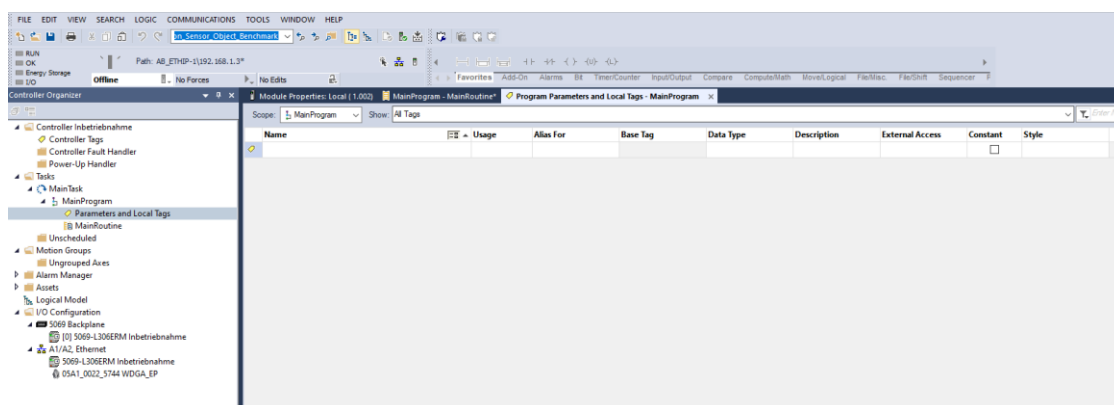 FILE EDIT VIEW SEARCH LOGIC COMMUNICATIONS TOOLS WINDOW HELP
on_Sensor_Object_Benchmark
RUN
OK
Energy Storage
I/O
Path: AB_ETHIP-1\192.168.1.3*
Offline No Forces No Edits
Favorites Add-On Alarms Bit Timer/Counter Input/Output Compare Compute/Math Move/Logical File/Misc. File/Shift Sequencer
Controller Organizer
Module Properties: Local (1.002) MainProgram - MainRoutine* Program Parameters and Local Tags - MainProgram
Scope: MainProgram Show: All Tags
Name Usage Alias For Base Tag Data Type Description External Access Constant Style
Controller Inbetriebnahme
Controller Tags
Controller Fault Handler
Power-Up Handler
Tasks
MainTask
MainProgram
Parameters and Local Tags
MainRoutine
Unscheduled
Motion Groups
Ungrouped Axes
Alarm Manager
Assets
Logical Model
I/O Configuration
5069 Backplane
[0] 5069-L306ERM Inbetriebnahme
A1/A2, Ethernet
5069-L306ERM Inbetriebnahme
05A1_0022_5744 WDGA_EP